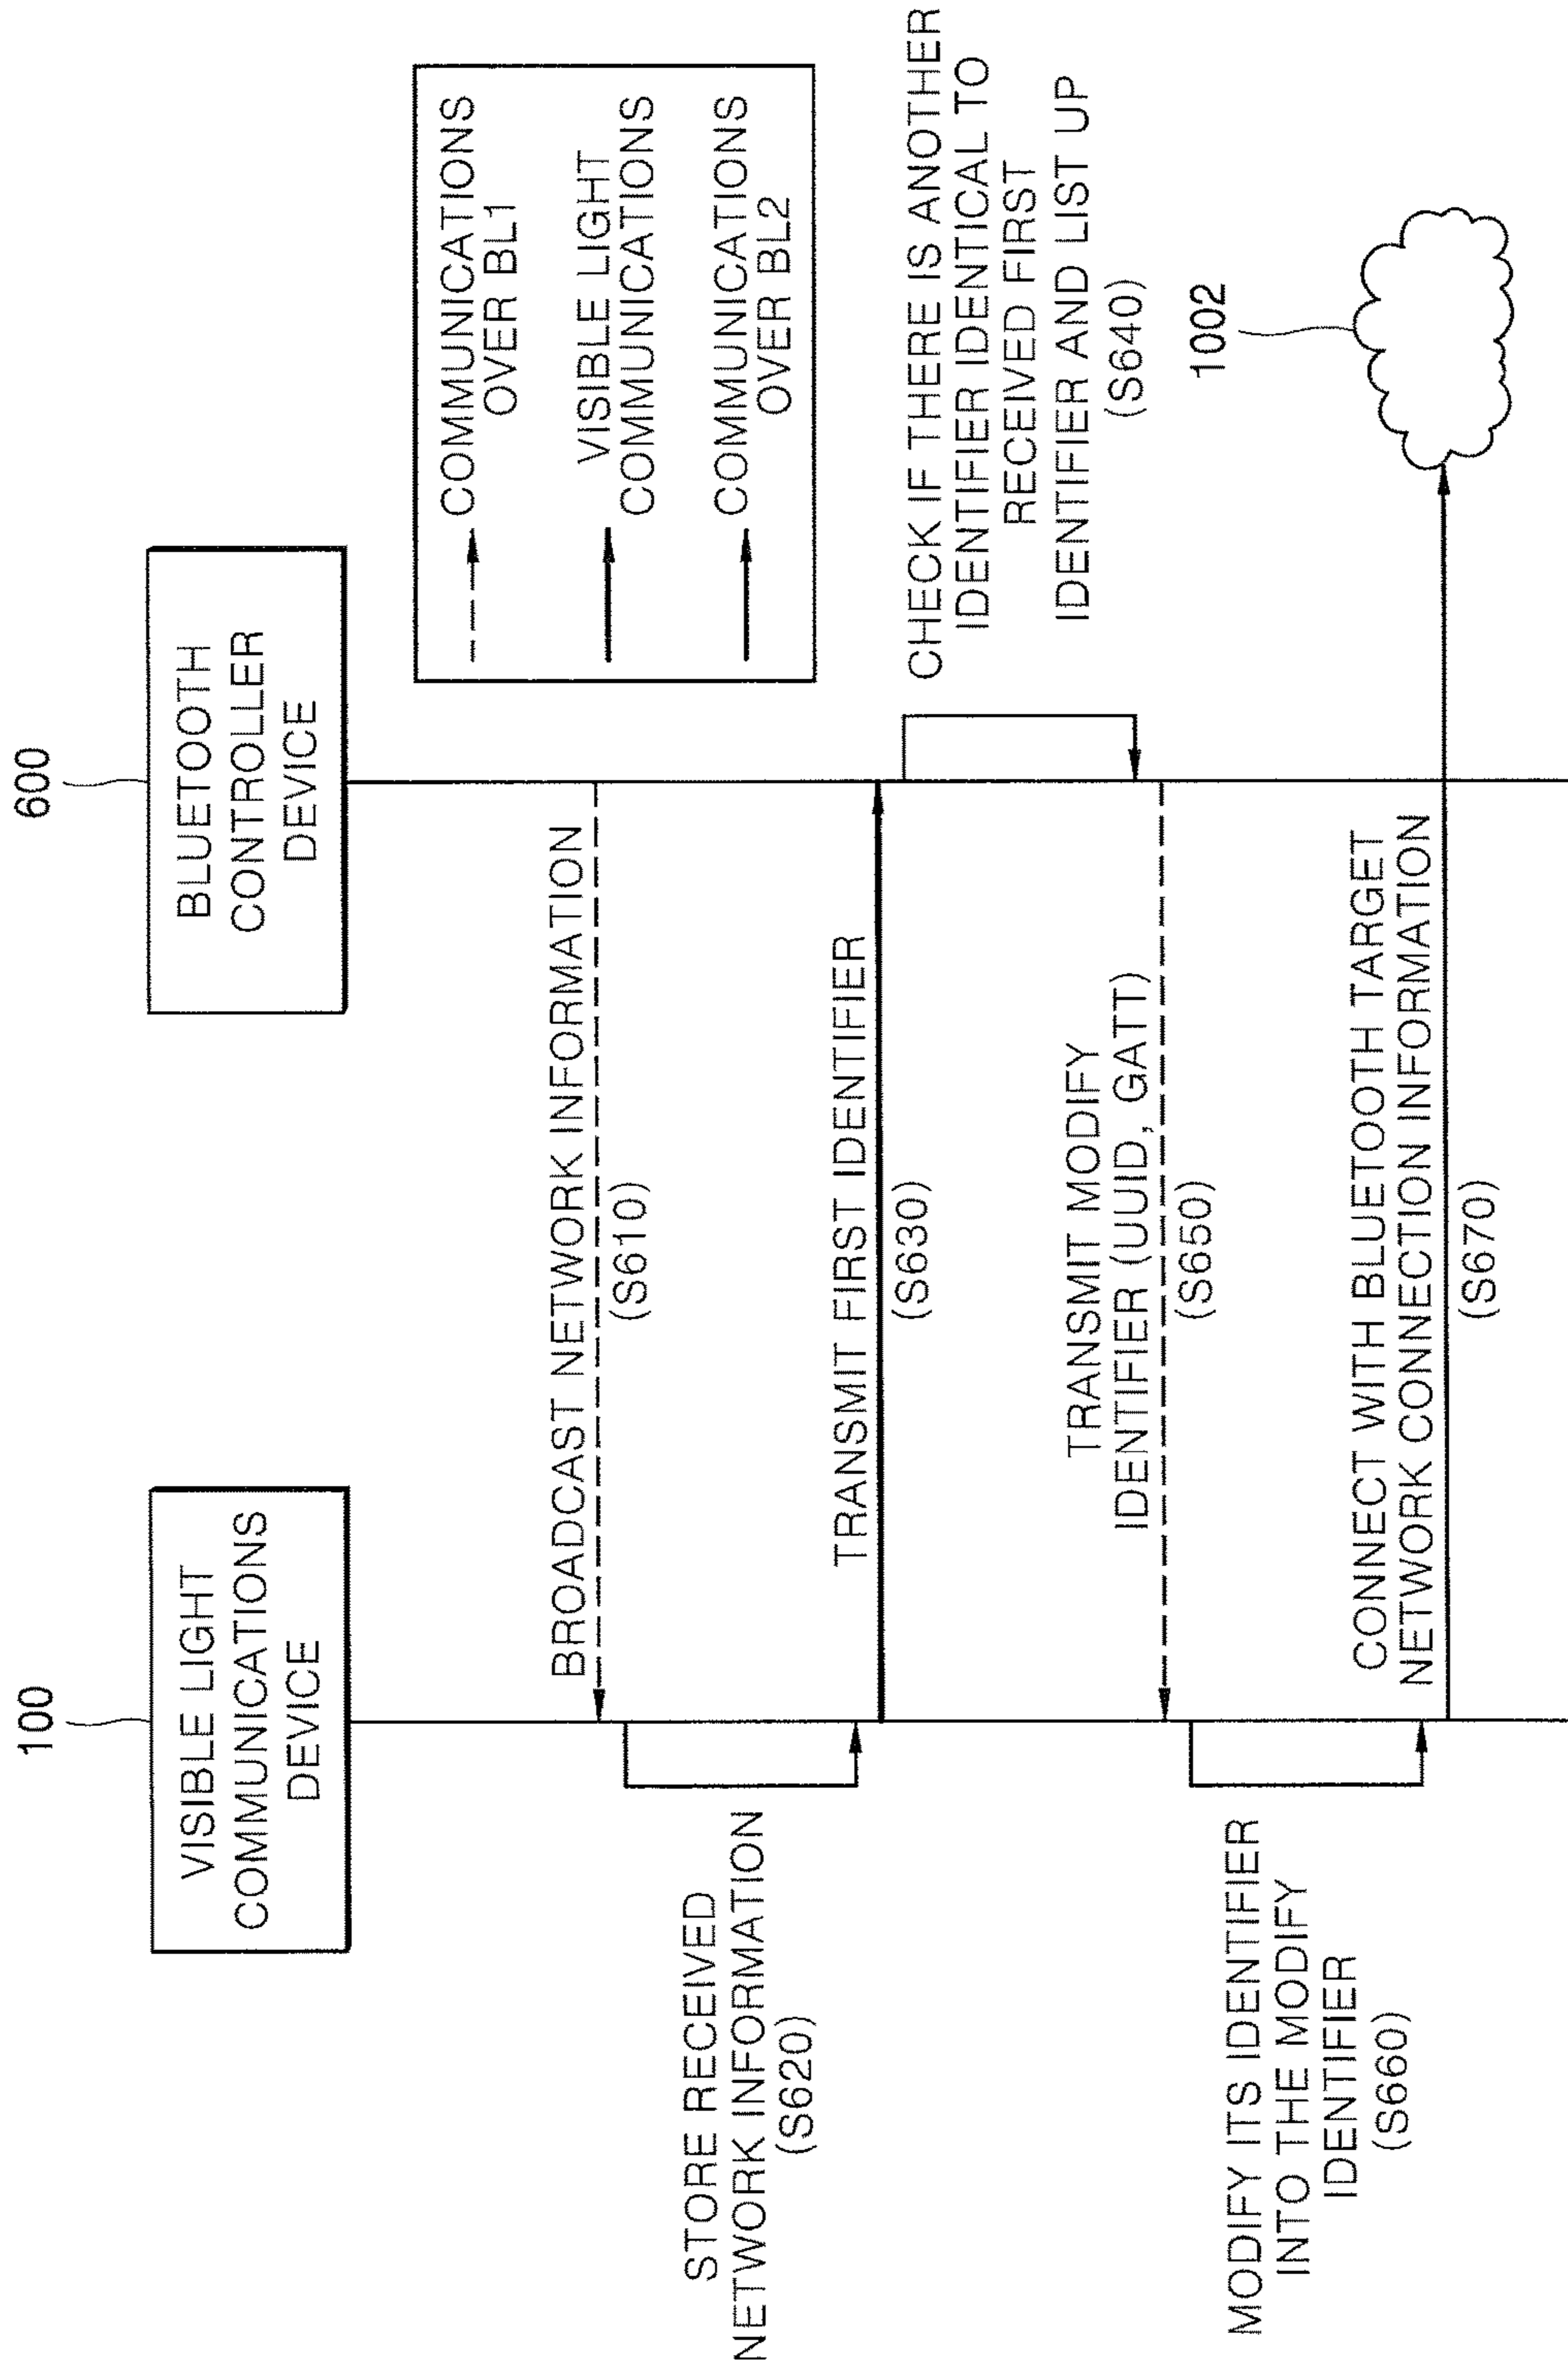 100
VISIBLE LIGHT
COMMUNICATIONS
DEVICE
600
BLUETOOTH
CONTROLLER
DEVICE
COMMUNICATIONS
OVER BL1
VISIBLE LIGHT
COMMUNICATIONS
COMMUNICATIONS
OVER BL2
BROADCAST NETWORK INFORMATION
(S610)
STORE RECEIVED
NETWORK INFORMATION
(S620)
TRANSMIT FIRST IDENTIFIER
(S630)
CHECK IF THERE IS ANOTHER
IDENTIFIER IDENTICAL TO
RECEIVED FIRST
IDENTIFIER AND LIST UP
(S640)
TRANSMIT MODIFY
IDENTIFIER (UUID, GATT)
(S650)
MODIFY ITS IDENTIFIER
INTO THE MODIFY
IDENTIFIER
(S660)
CONNECT WITH BLUETOOTH TARGET
NETWORK CONNECTION INFORMATION
(S670)
1002